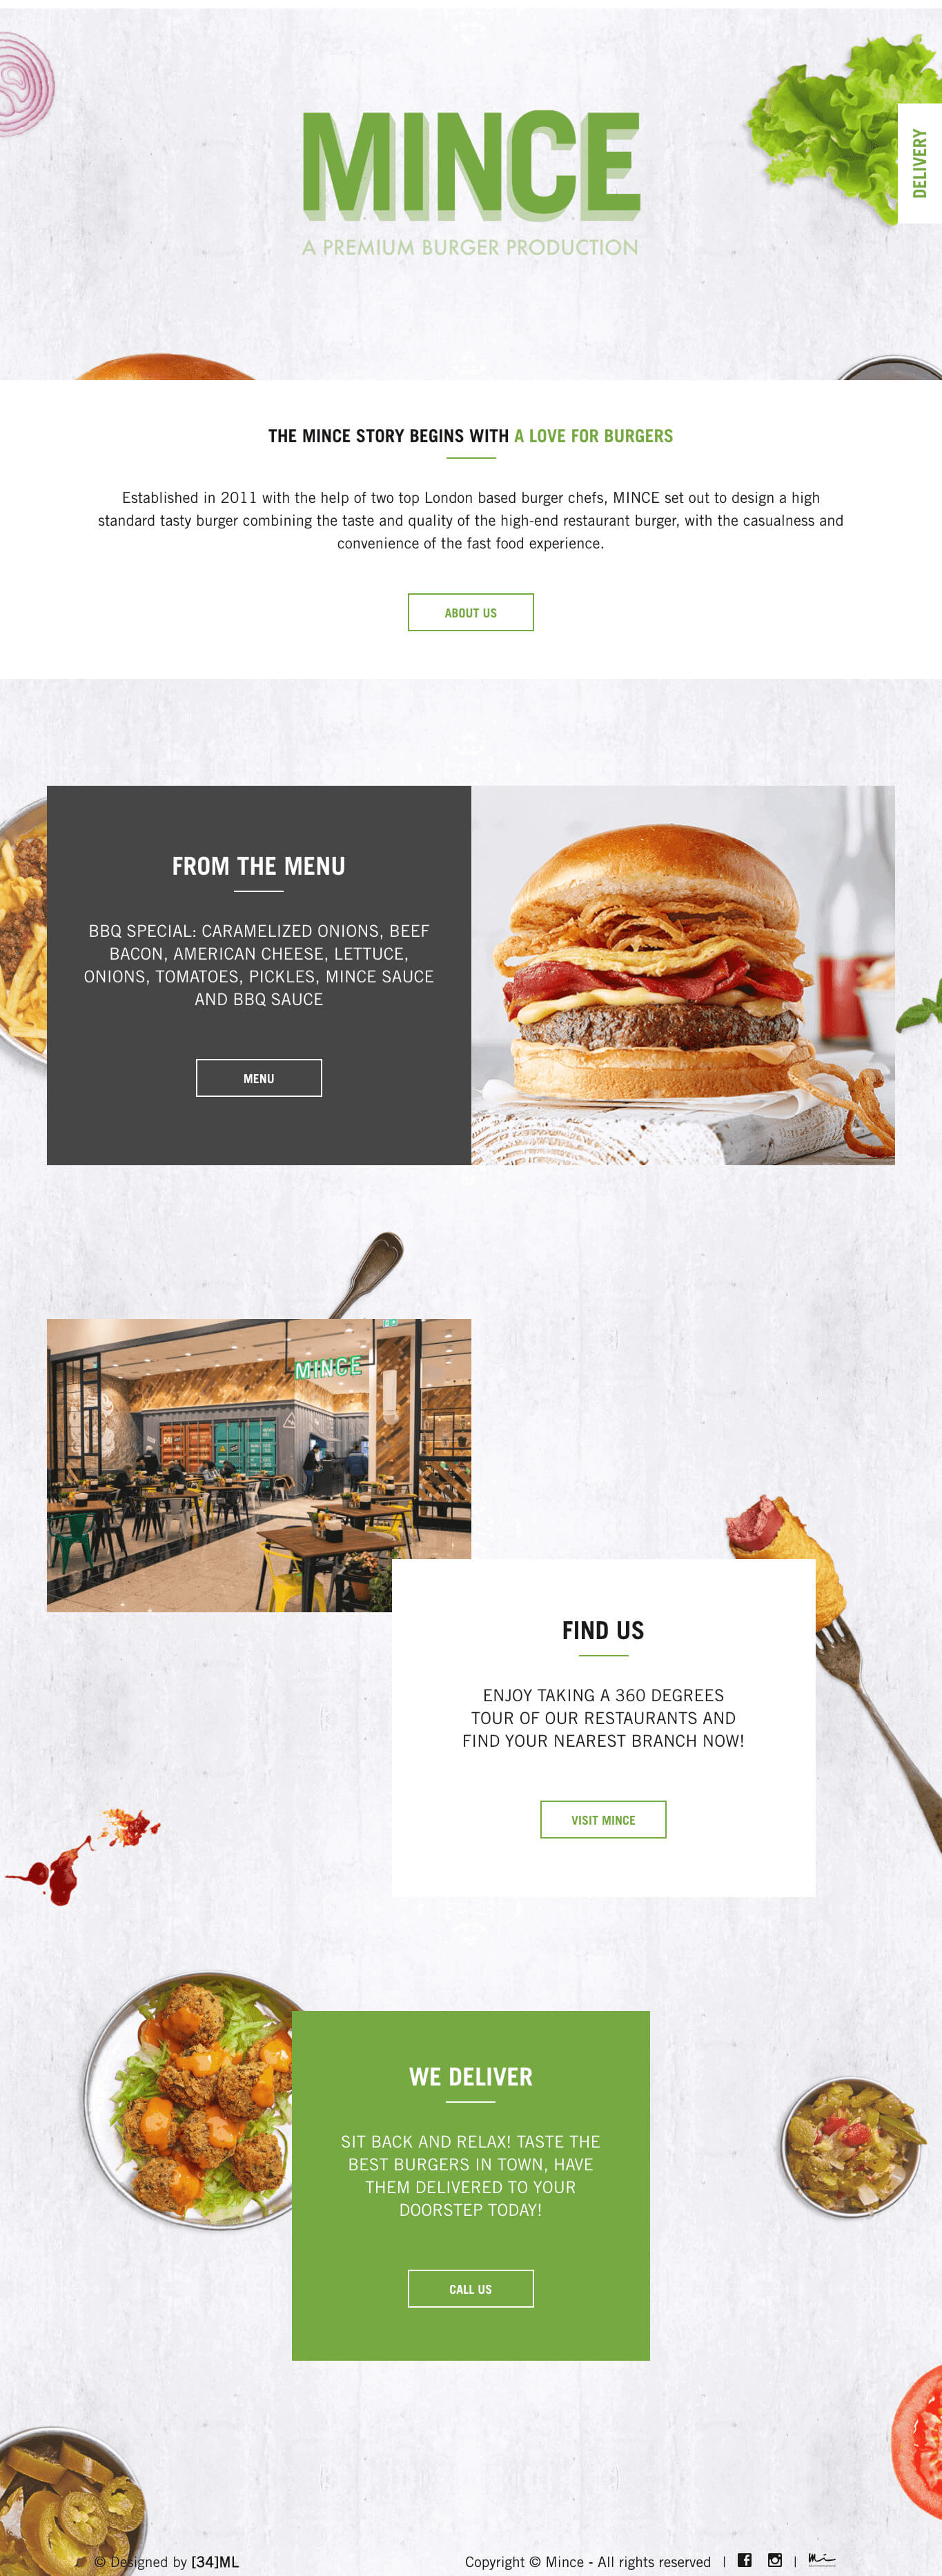 MINCE
A PREMIUM BURGER PRODUCTION
DELIVERY
THE MINCE STORY BEGINS WITH A LOVE FOR BURGERS
Established in 2011 with the help of two top London based burger chefs, MINCE set out to design a high
standard tasty burger combining the taste and quality of the high-end restaurant burger, with the casualness and
convenience of the fast food experience.
ABOUT US
FROM THE MENU
BBQ SPECIAL: CARAMELIZED ONIONS, BEEF
BACON, AMERICAN CHEESE, LETTUCE,
ONIONS, TOMATOES, PICKLES, MINCE SAUCE
AND BBQ SAUCE
MENU
MINCE
FIND US
ENJOY TAKING A 360 DEGREES
TOUR OF OUR RESTAURANTS AND
FIND YOUR NEAREST BRANCH NOW!
VISIT MINCE
WE DELIVER
SIT BACK AND RELAX! TASTE THE
BEST BURGERS IN TOWN, HAVE
THEM DELIVERED TO YOUR
DOORSTEP TODAY!
CALL US
© Designed by [34]ML
Copyright © Mince - All rights reserved | |